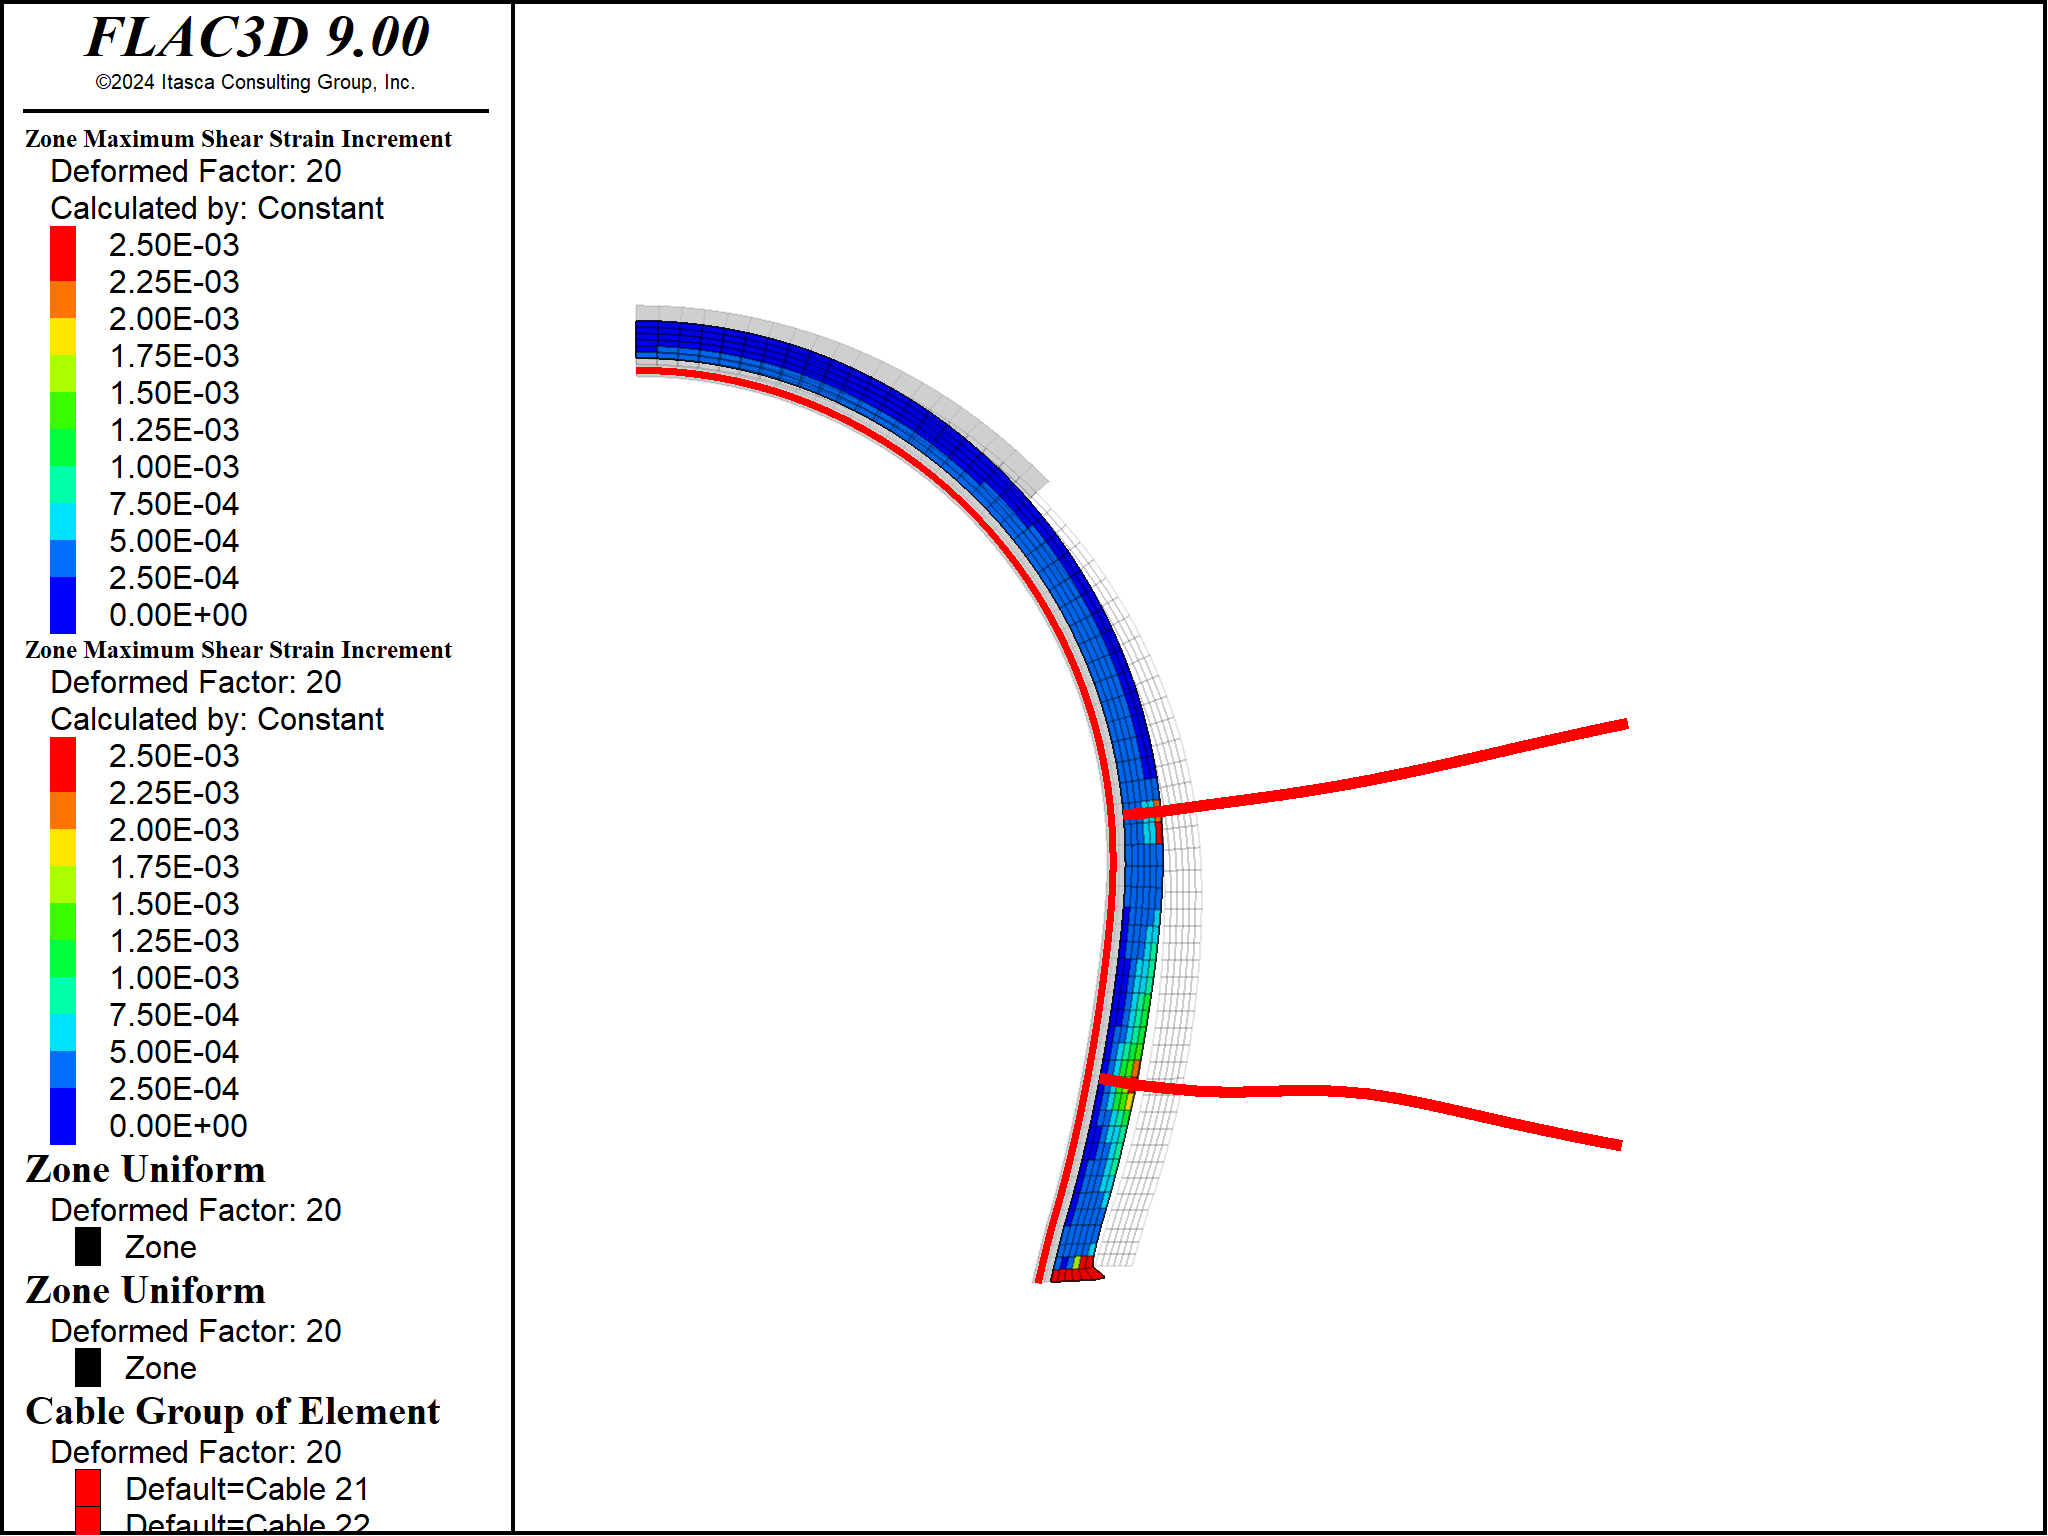 FLAC3D 9.00
©2024 Itasca Consulting Group, Inc.
Zone Maximum Shear Strain Increment
Deformed Factor: 20
Calculated by: Constant
2.50E-03
2.25E-03
2.00E-03
1.75E-03
1.50E-03
1.25E-03
1.00E-03
7.50E-04
5.00E-04
2.50E-04
0.00E+00
Zone Maximum Shear Strain Increment
Deformed Factor: 20
Calculated by: Constant
2.50E-03
2.25E-03
2.00E-03
1.75E-03
1.50E-03
1.25E-03
1.00E-03
7.50E-04
5.00E-04
2.50E-04
0.00E+00
Zone Uniform
Deformed Factor: 20
Zone
Zone Uniform
Deformed Factor: 20
Zone
Cable Group of Element
Deformed Factor: 20
Default=Cable 21
Default=Cable 22